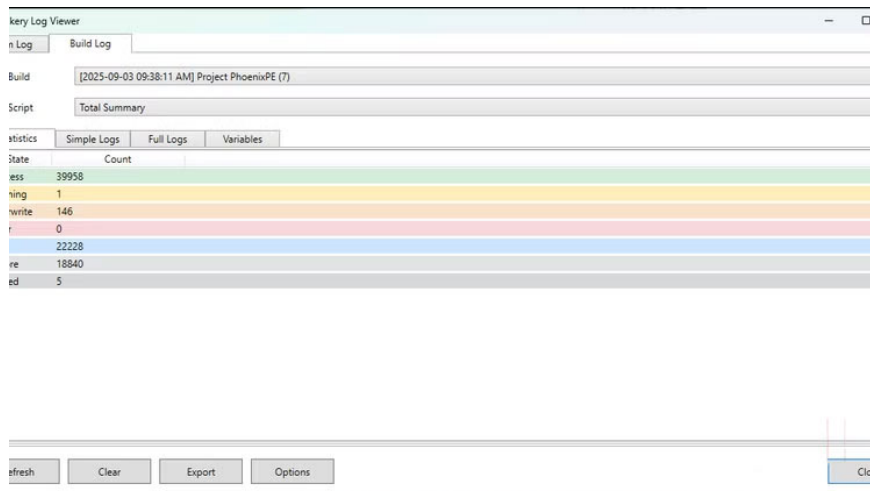 kery Log Viewer
n Log Build Log
Build [2025-09-03 09:38:11 AM] Project PhoenixPE (7)
Script Total Summary
atistics Simple Logs Full Logs Variables
State Count
ess 39958
ning 1
rwrite 146
r 0
22228
re 18840
ed 5
efresh Clear Export Options Clo